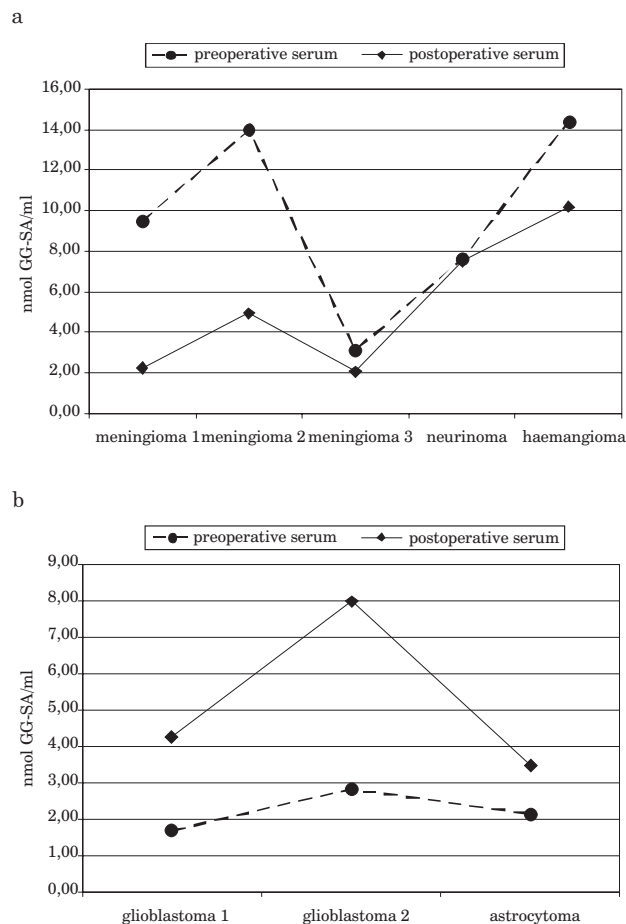 a
preoperative serum postoperative serum
16,00
14,00
12,00
10,00
8,00
6,00
4,00
2,00
0,00
nmol GG-SA/ml
meningioma 1 meningioma 2 meningioma 3 neurinoma haemangioma
b
preoperative serum postoperative serum
9,00
8,00
7,00
6,00
5,00
4,00
3,00
2,00
1,00
0,00
nmol GG-SA/ml
glioblastoma 1 glioblastoma 2 astrocytoma